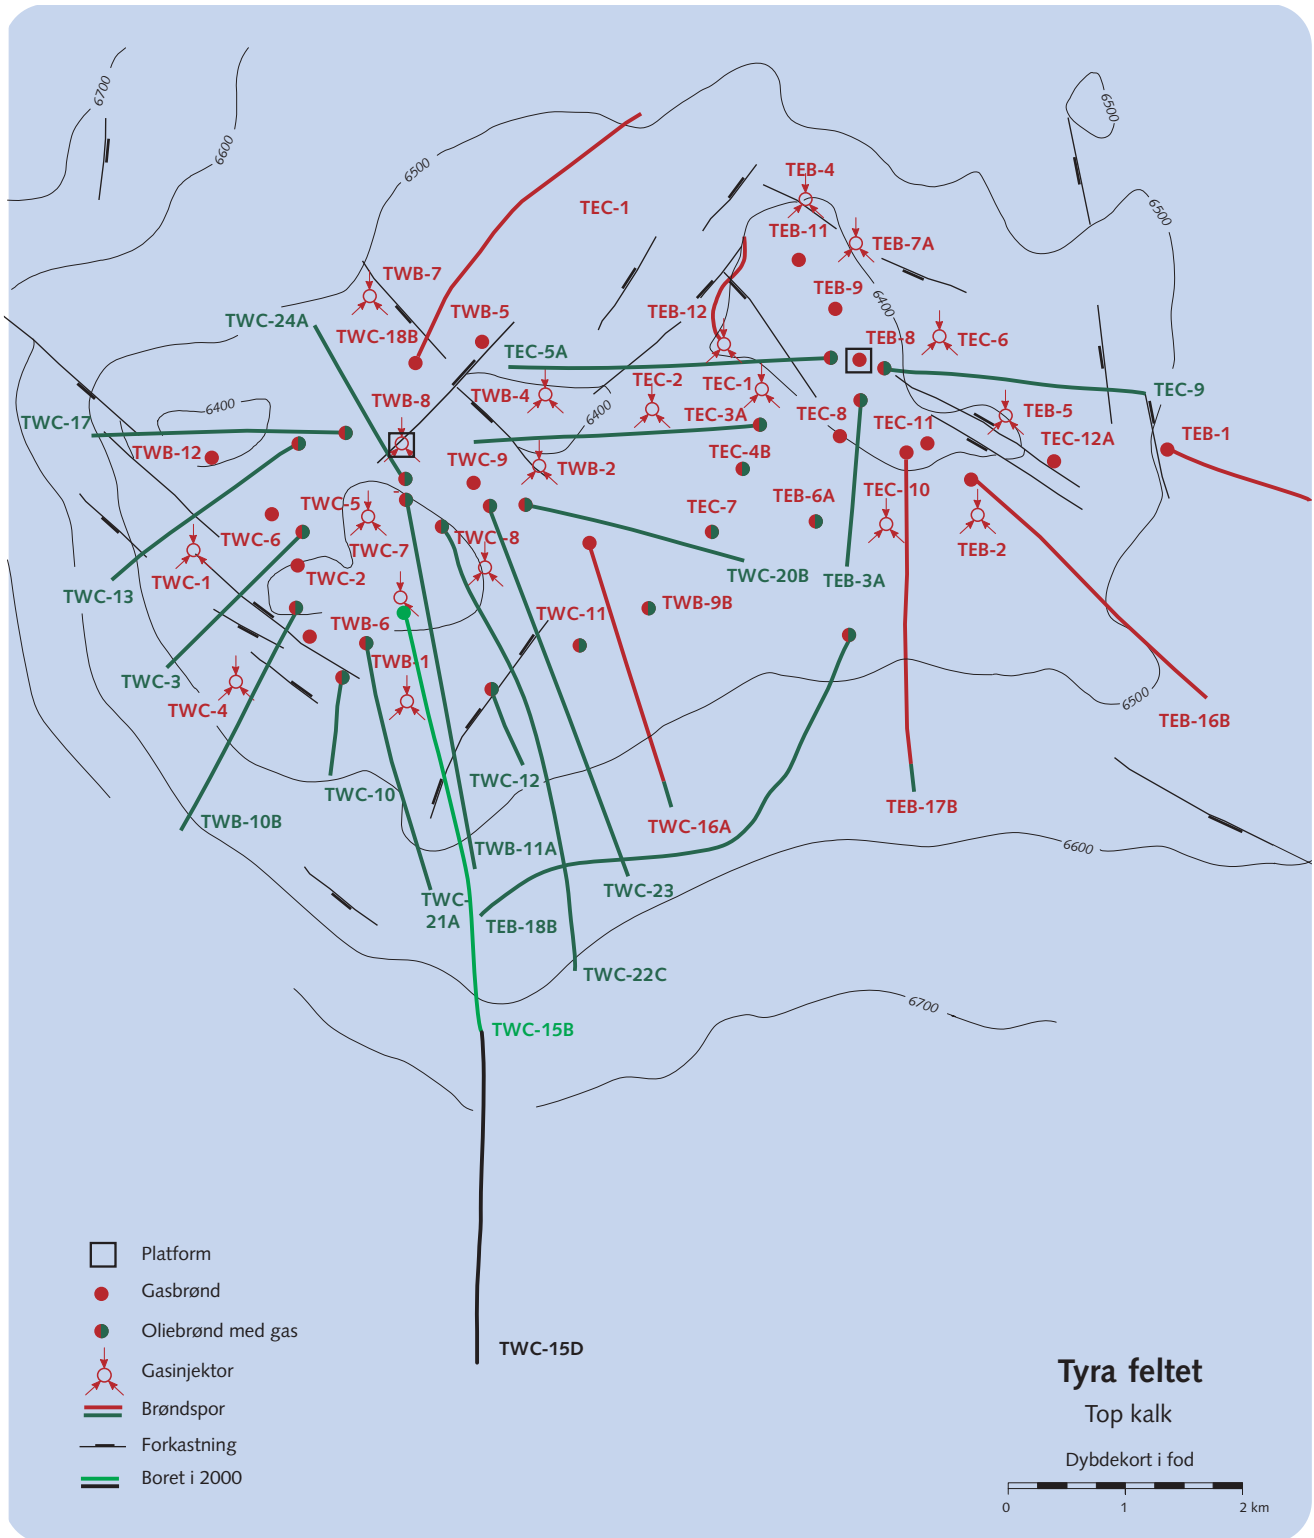 6700
6600
6500
6500
TEB-4
TEC-1
TEB-11
6500
TEB-7A
TWB-7
TEB-9
6400
TWC-24A
TWC-18B
TWB-5
TEB-12
TEB-8
TEC-6
TEC-5A
TEC-2
TEC-1
TEC-9
TWB-4
TWB-8
6400
6400
TWC-17
TEC-3A
TEC-8
TEC-11
TEB-5
TEC-12A
TEB-1
TWB-12
TWC-9
TWB-2
TEC-4B
TEB-6A
TEC-10
TWC-5
TEC-7
TWC-6
TWC-7
TWC-8
TEB-2
TWC-1
TWC-2
TWC-20B
TEB-3A
TWC-13
TWB-9B
TWC-11
TWB-6
TWB-1
TWC-3
TWC-4
6500
TEB-16B
TWC-12
TWC-10
TEB-17B
TWB-10B
TWC-16A
TWB-11A
6600
TWC-23
TWC-
21A
TEB-18B
TWC-22C
6700
TWC-15B
TWC-15D
Platform
Gasbrønd
Oliebrønd med gas
Gasinjektor
Brøndspor
Forkastning
Boret i 2000
Tyra feltet
Top kalk
Dybdekort i fod
0 1 2 km